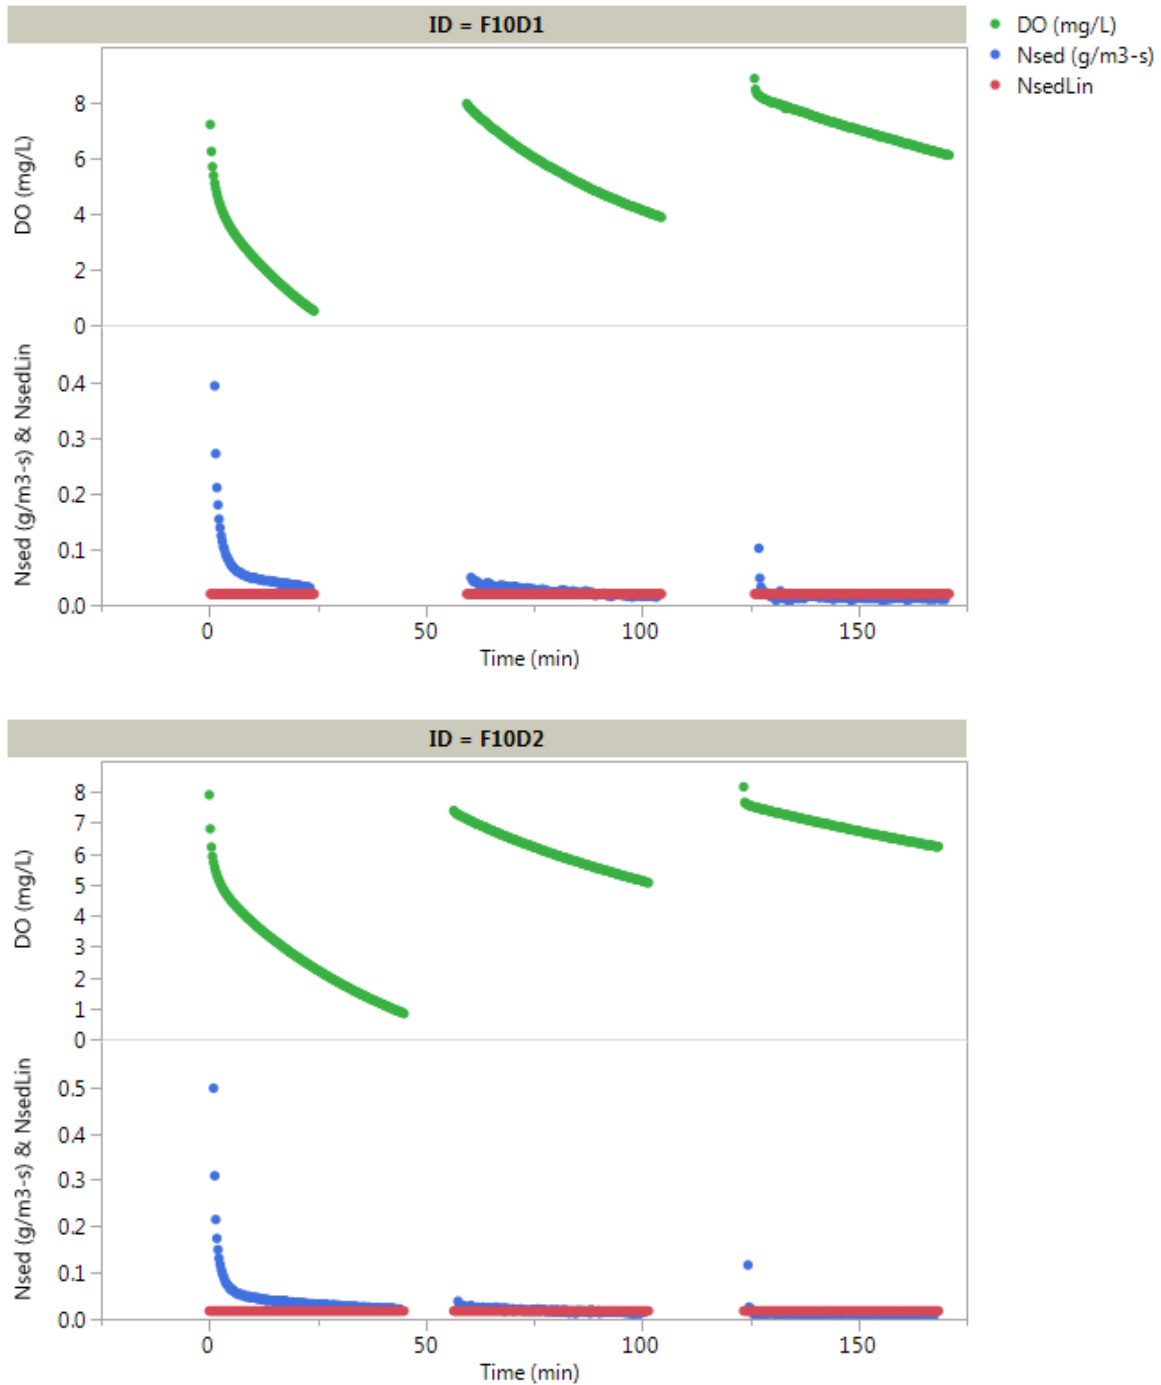 ID = F10D1
DO (mg/L)
Nsed (g/m3-s)
NsedLin
DO (mg/L)
8
6
4
2
0
Nsed (g/m3-s) & NsedLin
0.4
0.3
0.2
0.1
0.0
0 50 100 150
Time (min)
ID = F10D2
DO (mg/L)
8
7
6
5
4
3
2
1
0
Nsed (g/m3-s) & NsedLin
0.5
0.4
0.3
0.2
0.1
0.0
0 50 100 150
Time (min)